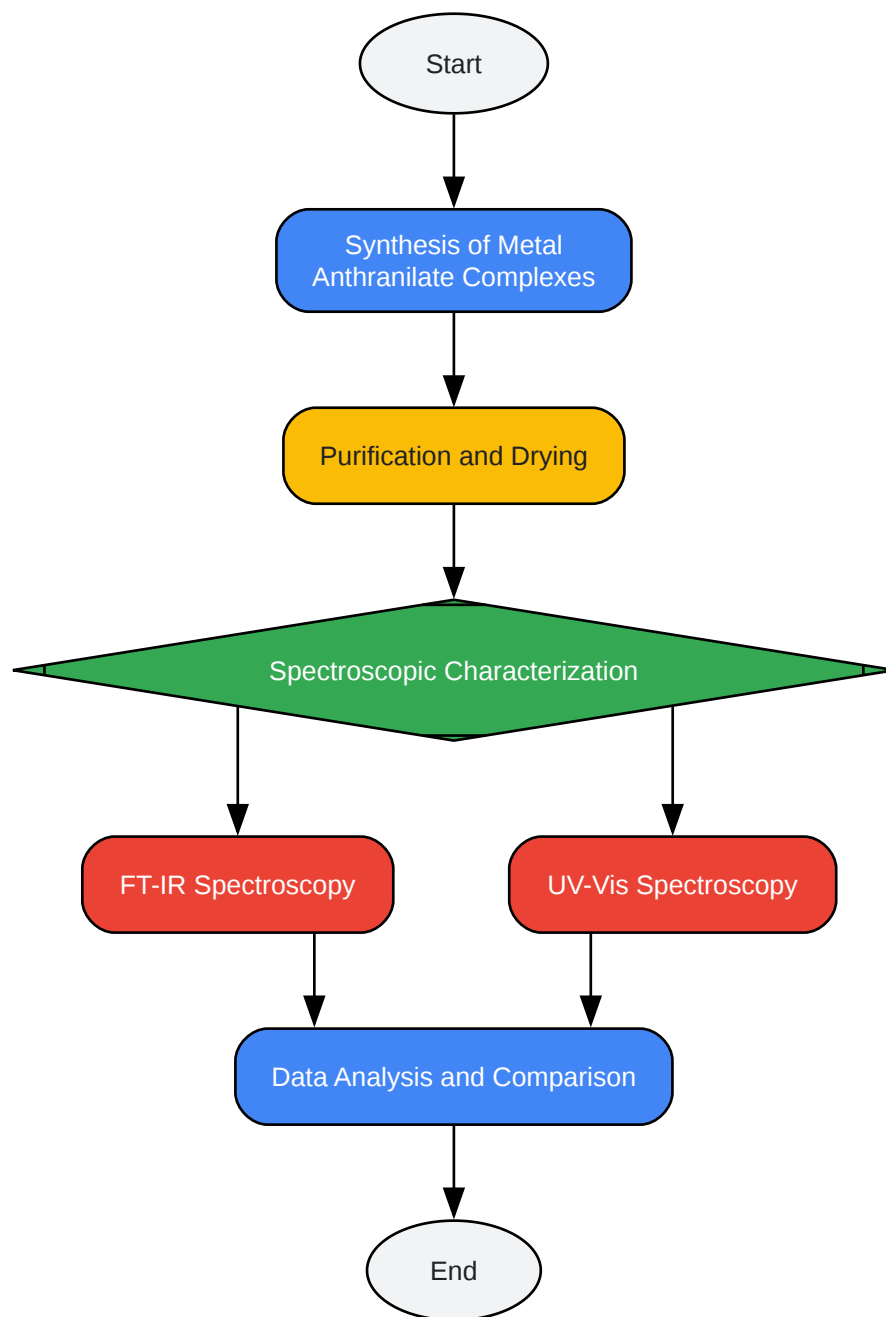 Start
Synthesis of Metal
Anthranilate Complexes
Purification and Drying
Spectroscopic Characterization
FT-IR Spectroscopy
UV-Vis Spectroscopy
Data Analysis and Comparison
End